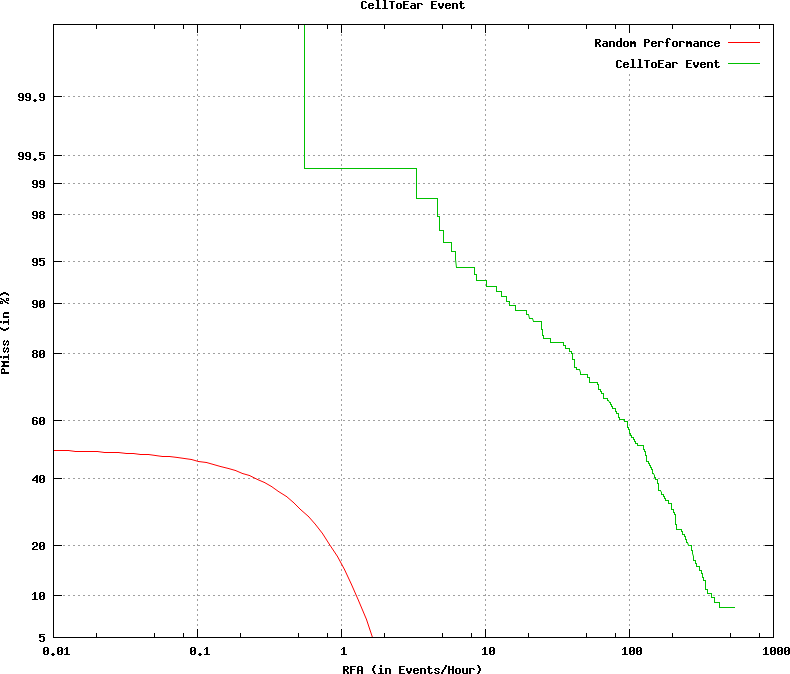 CellToEar Event
Random Performance
CellToEar Event
99.9
99.5
99
98
95
90
80
60
40
20
10
5
PMiss (in %)
0.01 0.1 1 10 100 1000
RFA (in Events/Hour)